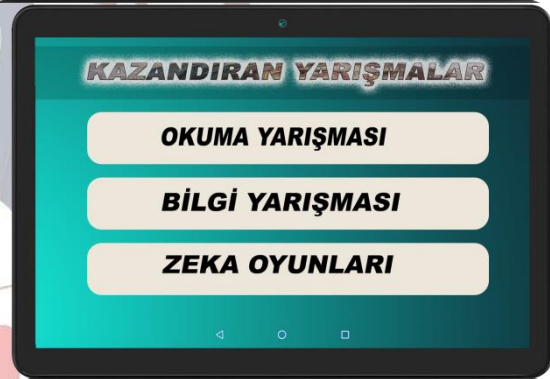 KAZANDIRAN YARIŞMALAR
OKUMA YARIŞMASI
BİLGİ YARIŞMASI
ZEKA OYUNLARI